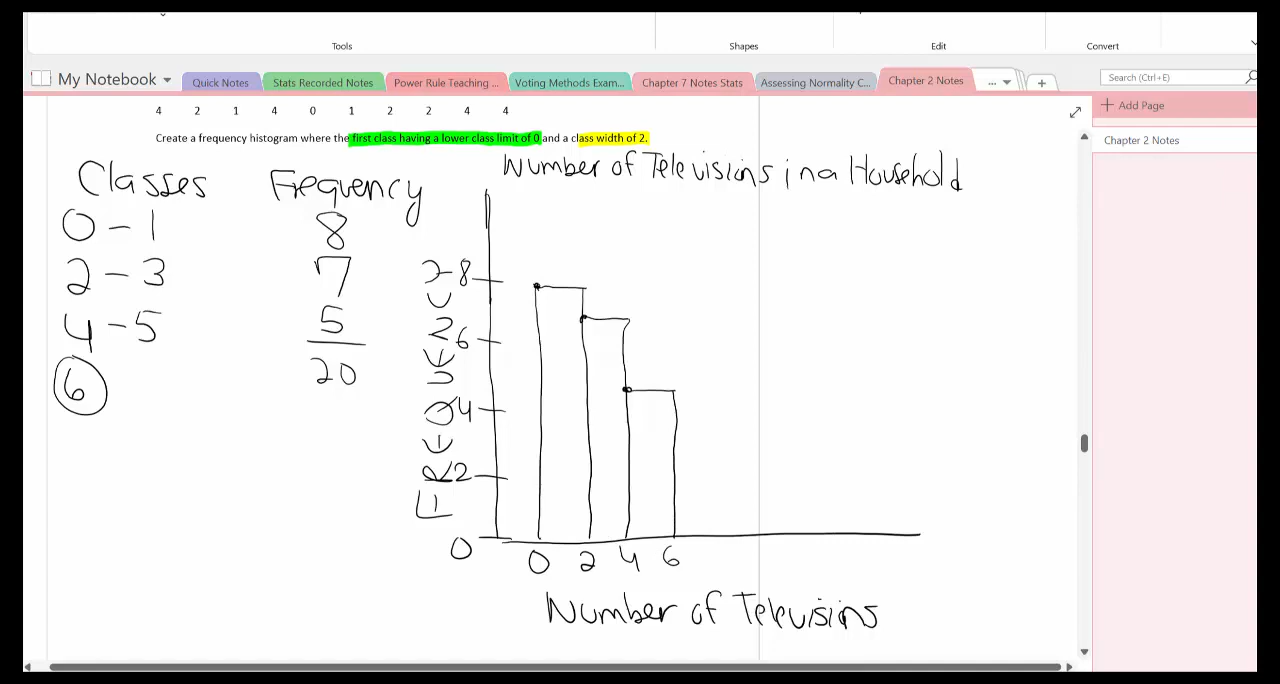 Tools Shapes Edit Convert
My Notebook Quick Notes Stats Recorded Notes Power Rule Teaching ... Voting Methods Exam... Chapter 7 Notes Stats Assessing Normality C... Chapter 2 Notes ... + Search (Ctrl+E)
4 2 1 4 0 1 2 2 4 4
Add Page
Create a frequency histogram where the first class having a lower class limit of 0 and a class width of 2.
Chapter 2 Notes
Number of Televisions in a Household
Classes Frequency
0 - 1 8
2 - 3 7
4 - 5 5
6 20
Frequency
8
6
4
2
0
0 2 4 6
Number of Televisions